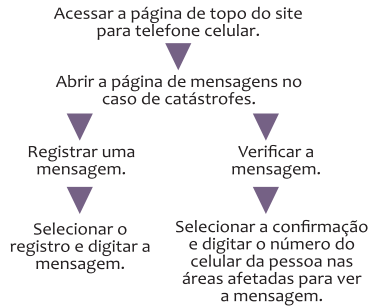 Acessar a página de topo do site
para telefone celular.
Abrir a página de mensagens no
caso de catástrofes.
Registrar uma
mensagem.
Verificar a
mensagem.
Selecionar o
registro e digitar a
mensagem.
Selecionar a confirmação
e digitar o número do
celular da pessoa nas
áreas afetadas para ver
a mensagem.